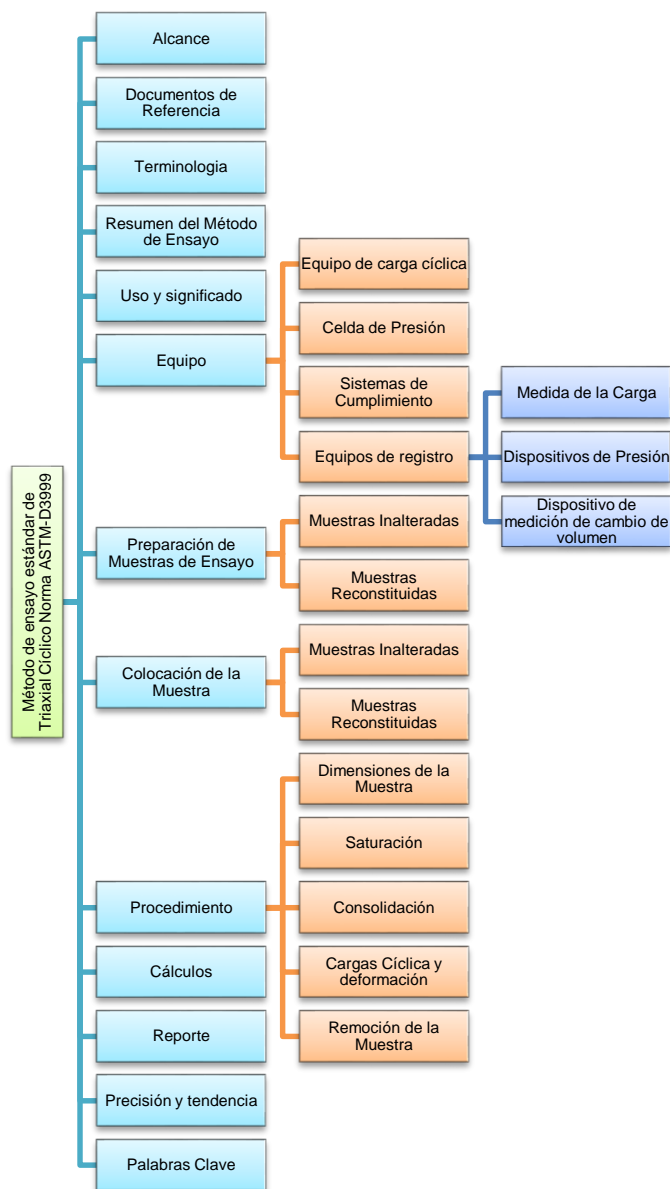 Método de ensayo estándar de
Triaxial Cíclico Norma ASTM-D3999
Alcance
Documentos de
Referencia
Terminologia
Resumen del Método
de Ensayo
Uso y significado
Equipo
Equipo de carga cíclica
Celda de Presión
Sistemas de
Cumplimiento
Equipos de registro
Medida de la Carga
Dispositivos de Presión
Dispositivo de
medición de cambio de
volumen
Preparación de
Muestras de Ensayo
Muestras Inalteradas
Muestras
Reconstituidas
Colocación de la
Muestra
Muestras Inalteradas
Muestras
Reconstituidas
Procedimiento
Dimensiones de la
Muestra
Saturación
Consolidación
Cargas Cíclica y
deformación
Remoción de la
Muestra
Cálculos
Reporte
Precisión y tendencia
Palabras Clave